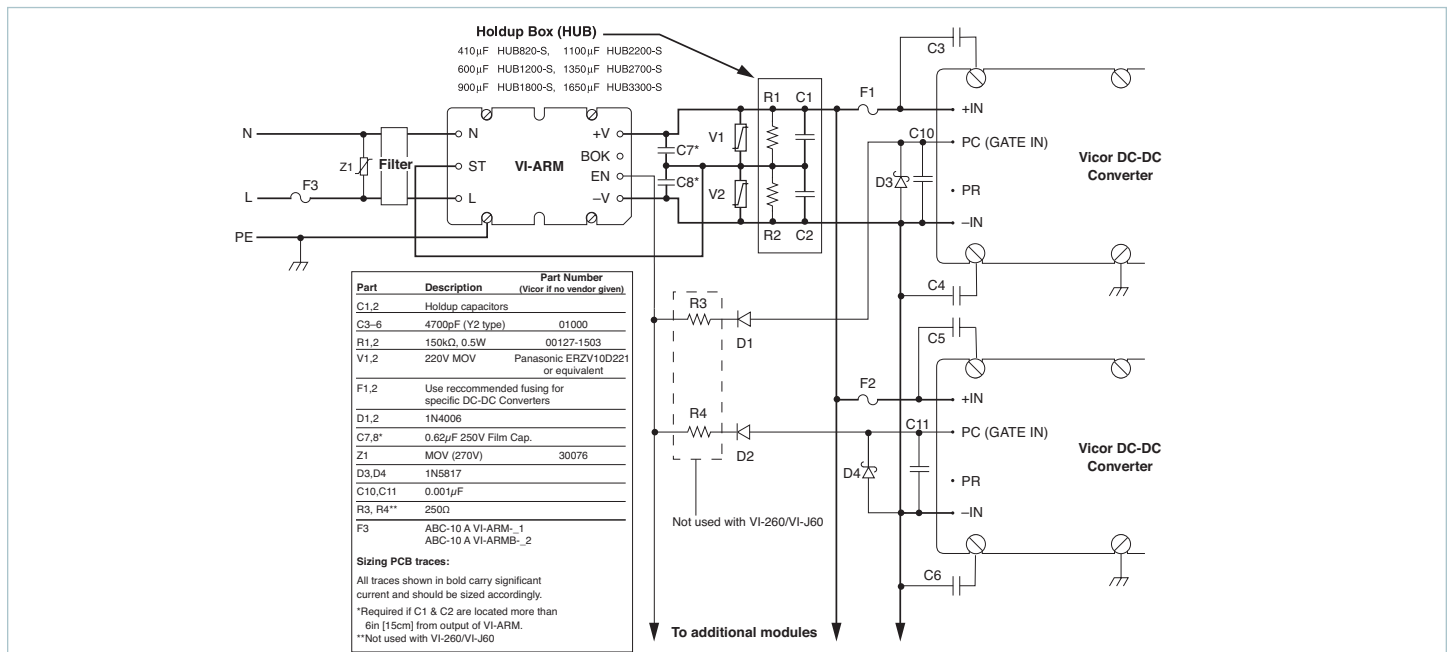 Holdup Box (HUB)
410µF HUB820-S, 1100µF HUB2200-S
600µF HUB1200-S, 1350µF HUB2700-S
900µF HUB1800-S, 1650µF HUB3300-S
N
L
PE
F3
Z1
Filter
N
ST
L
VI-ARM
+V
BOK
EN
–V
C7*
C8*
V1
V2
R1 C1
R2 C2
F1
C3
+IN
C10
PC (GATE IN)
D3
PR
–IN
Vicor DC-DC
Converter
C4
R3
D1
C5
F2
+IN
R4
D2
C11
PC (GATE IN)
D4
PR
–IN
Vicor DC-DC
Converter
C6
Not used with VI-260/VI-J60
To additional modules
Part Description Part Number
(Vicor if no vendor given)
C1,2 Holdup capacitors
C3–6 4700pF (Y2 type) 01000
R1,2 150kΩ, 0.5W 00127-1503
V1,2 220V MOV Panasonic ERZV10D221
or equivalent
F1,2 Use reccommended fusing for
specific DC-DC Converters
D1,2 1N4006
C7,8* 0.62µF 250V Film Cap.
Z1 MOV (270V) 30076
D3,D4 1N5817
C10,C11 0.001µF
R3, R4** 250Ω
F3 ABC-10 A VI-ARM-_1
ABC-10 A VI-ARMB-_2
Sizing PCB traces:
All traces shown in bold carry significant
current and should be sized accordingly.
*Required if C1 & C2 are located more than
6in [15cm] from output of VI-ARM.
**Not used with VI-260/VI-J60